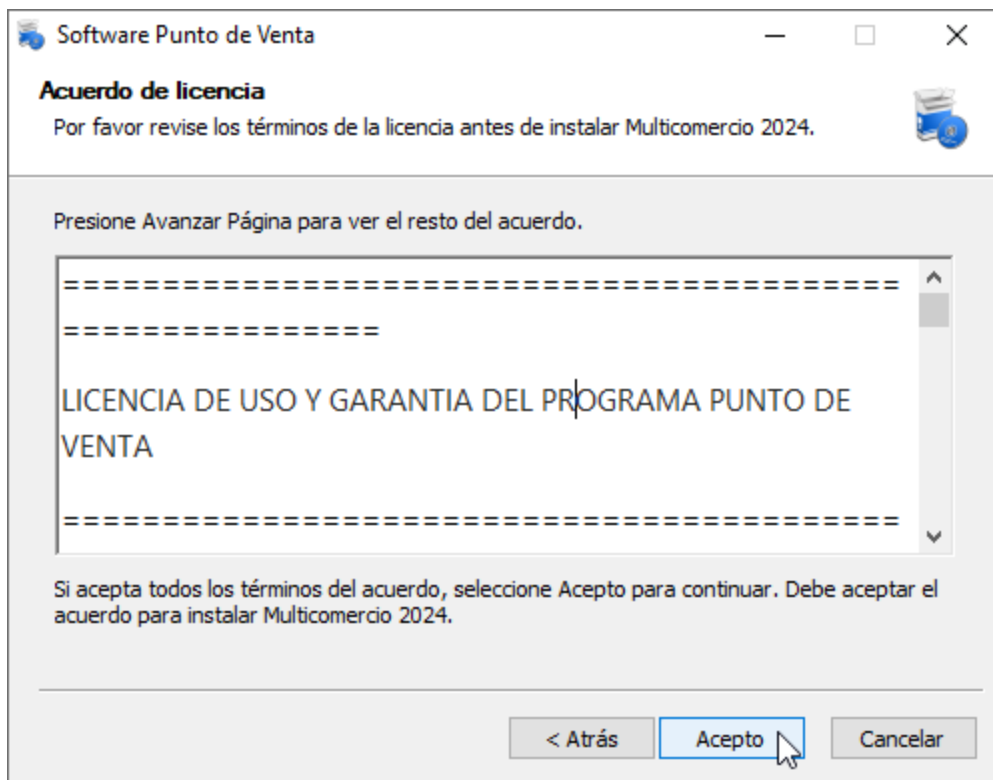 Software Punto de Venta
Acuerdo de licencia
Por favor revise los términos de la licencia antes de instalar Multicomercio 2024.
Presione Avanzar Página para ver el resto del acuerdo.
==========================================
================
LICENCIA DE USO Y GARANTIA DEL PROGRAMA PUNTO DE
VENTA
==========================================
Si acepta todos los términos del acuerdo, seleccione Acepto para continuar. Debe aceptar el
acuerdo para instalar Multicomercio 2024.
< Atrás Acepto Cancelar